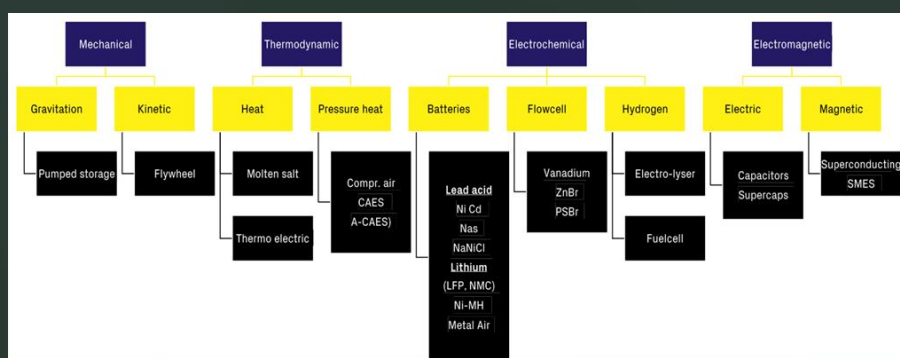 Mechanical
Thermodynamic
Electrochemical
Electromagnetic
Gravitation
Kinetic
Heat
Pressure heat
Batteries
Flowcell
Hydrogen
Electric
Magnetic
Pumped storage
Flywheel
Molten salt
Thermo electric
Compr. air
CAES
A-CAES)
Lead acid
Ni Cd
Nas
NaNiCl
Lithium
(LFP, NMC)
Ni-MH
Metal Air
Vanadium
ZnBr
PSBr
Electro-lyser
Fuelcell
Capacitors
Supercaps
Superconducting
SMES